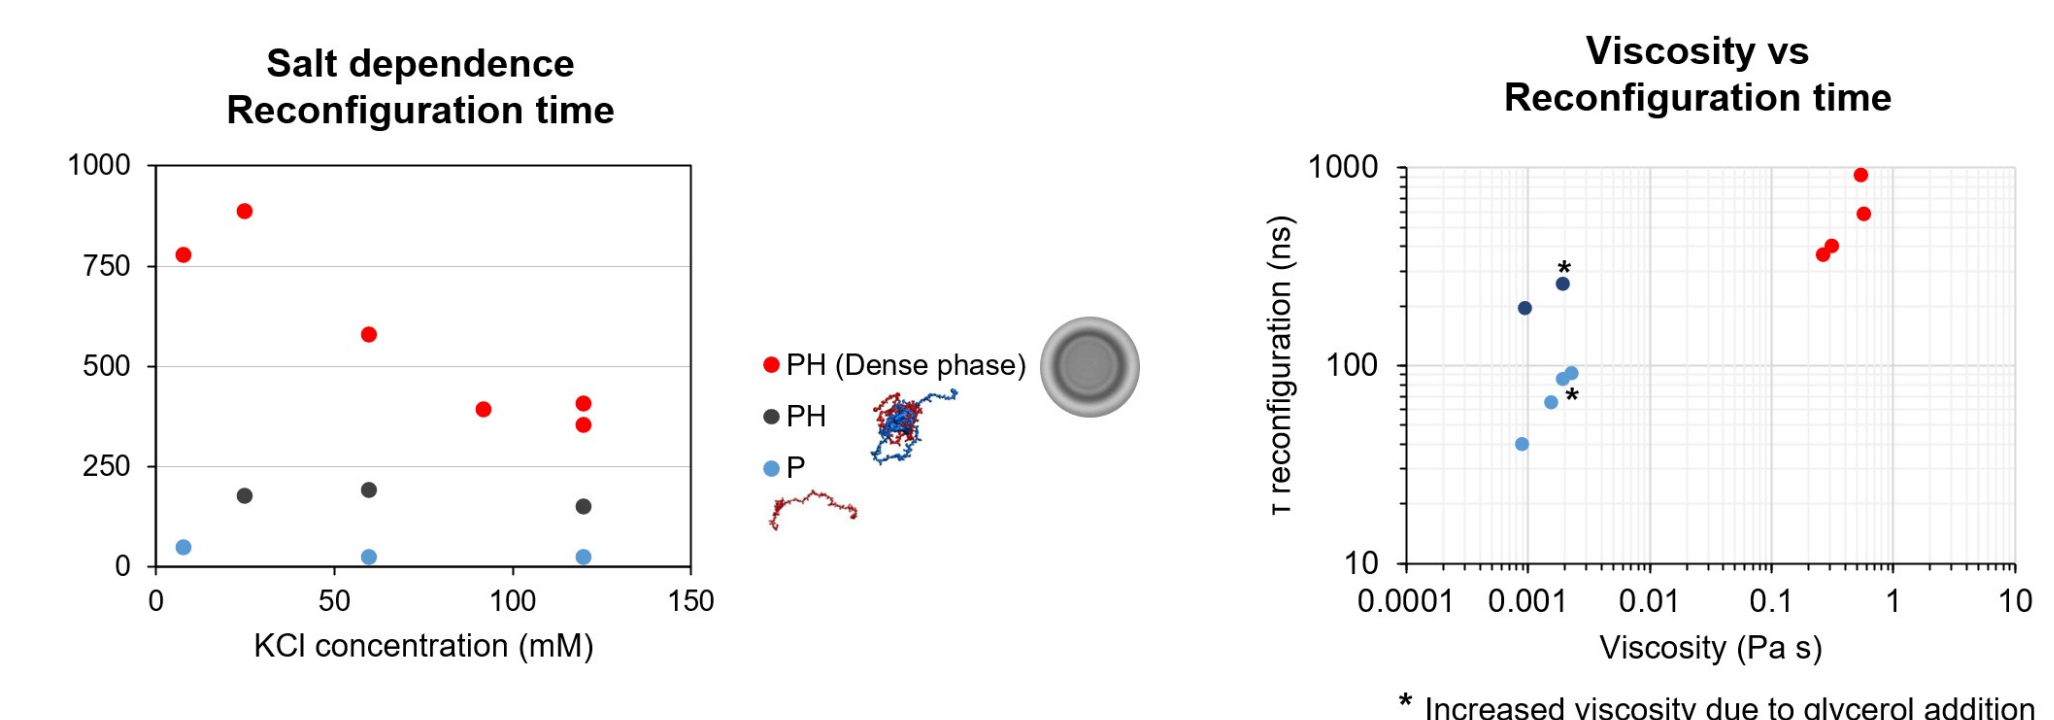 Salt dependence
Reconfiguration time
1000
750
500
250
0
0 50 100 150
KCl concentration (mM)
PH (Dense phase)
PH
P
Viscosity vs
Reconfiguration time
1000
100
10
τ reconfiguration (ns)
*
*
0.0001 0.001 0.01 0.1 1 10
Viscosity (Pa s)
* Increased viscosity due to glycerol addition